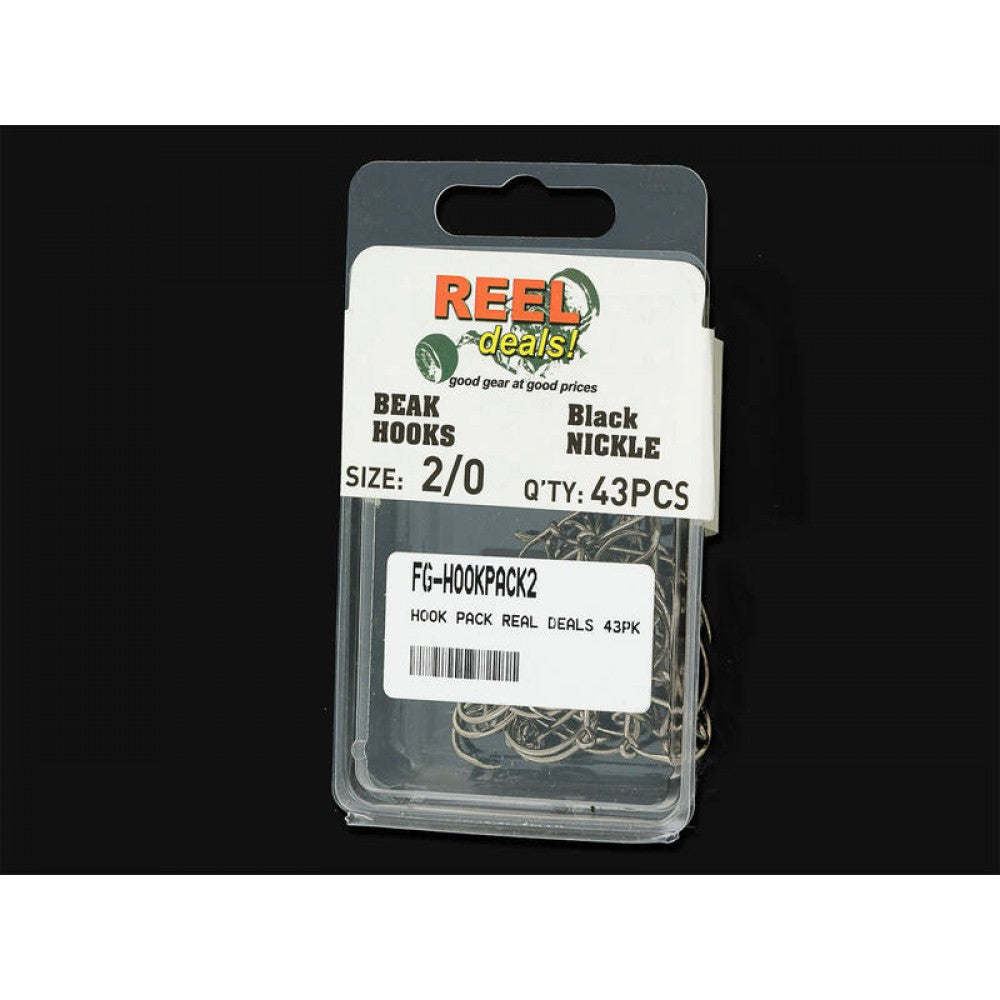 REEL
deals!
good gear at good prices
BEAK HOOKS
Black NICKLE
SIZE: 2/0 Q'TY: 43PCS
FG-HOOKPACK2
HOOK PACK REAL DEALS 43PK